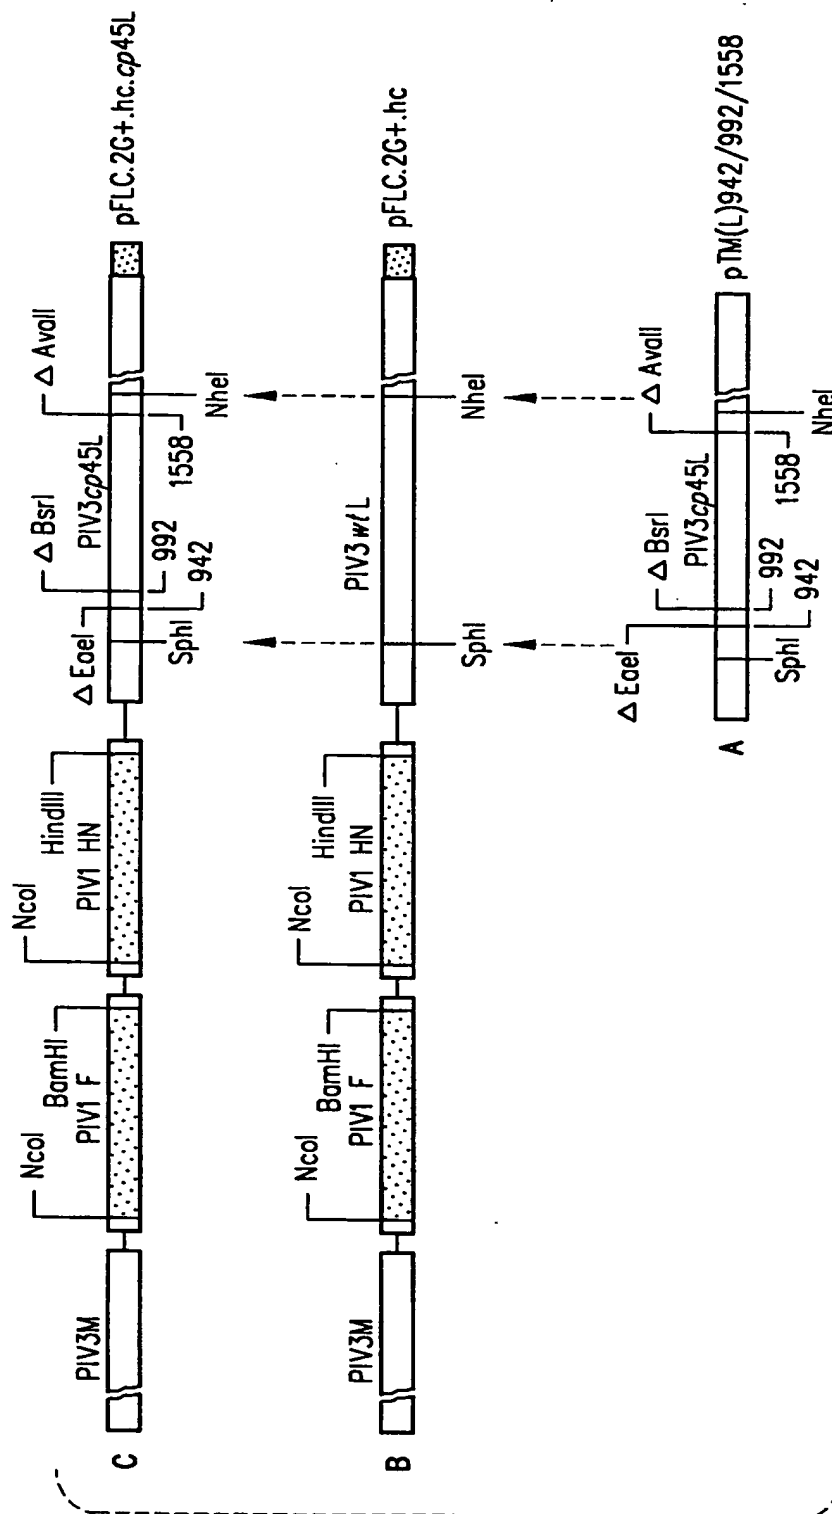 C
PIV3M
NcoI
BamHI
PIV1 F
NcoI
HindIII
PIV1 HN
Δ EaeI
SphI
942
992
Δ BsrI
PIV3cp45L
1558
Δ AvaII
NheI
pFLC.2G+.hc.cp45L
B
PIV3M
NcoI
BamHI
PIV1 F
NcoI
HindIII
PIV1 HN
SphI
PIV3 wt L
NheI
pFLC.2G+.hc
A
Δ EaeI
SphI
942
992
Δ BsrI
PIV3cp45L
1558
Δ AvaII
NheI
pTM(L)942/992/1558